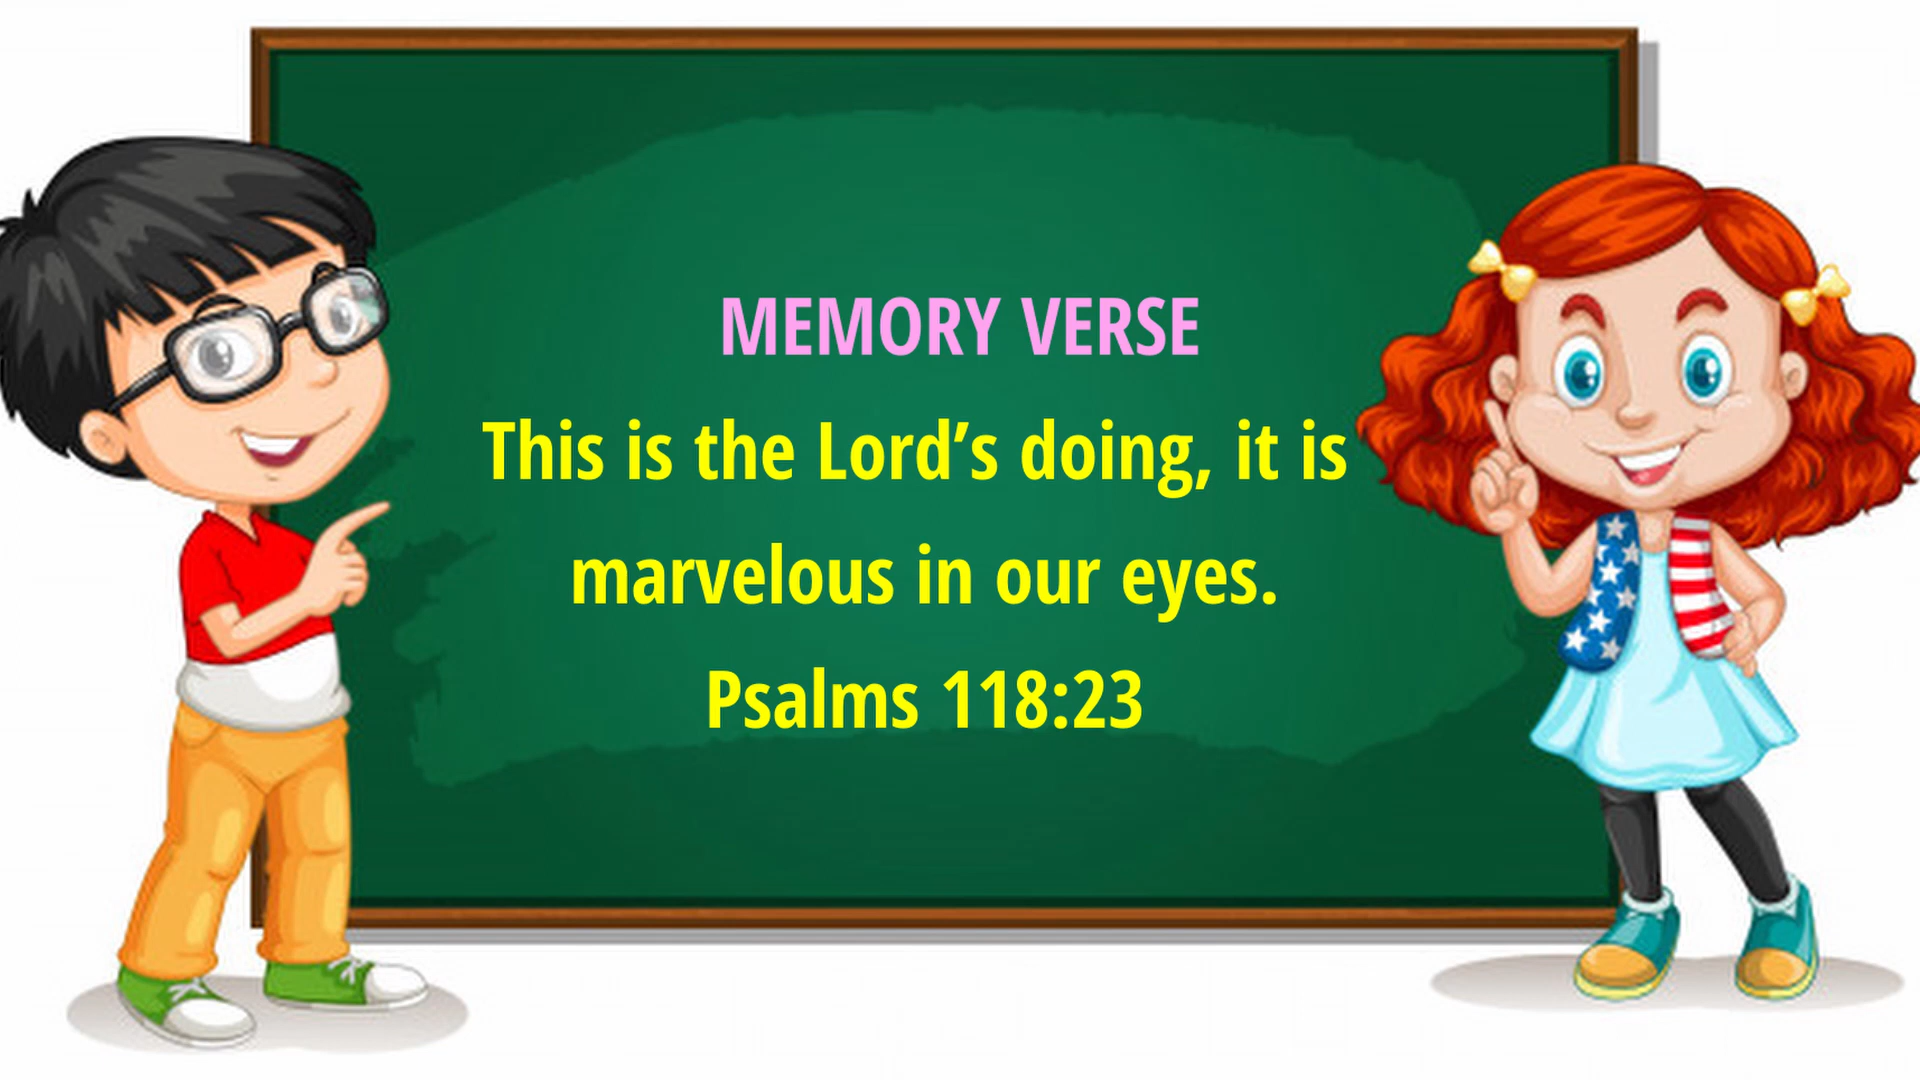 MEMORY VERSE
This is the Lord’s doing, it is
marvelous in our eyes.
Psalms 118:23